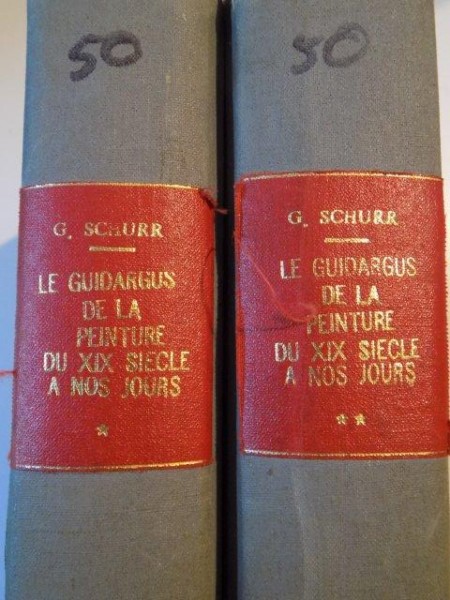 50
G. SCHURR
LE GUIDARGUS
DE LA
PEINTURE
DU XIX SIECLE
A NOS JOURS
*
50
G. SCHURR
LE GUIDARGUS
DE LA
PEINTURE
DU XIX SIECLE
A NOS JOURS
**